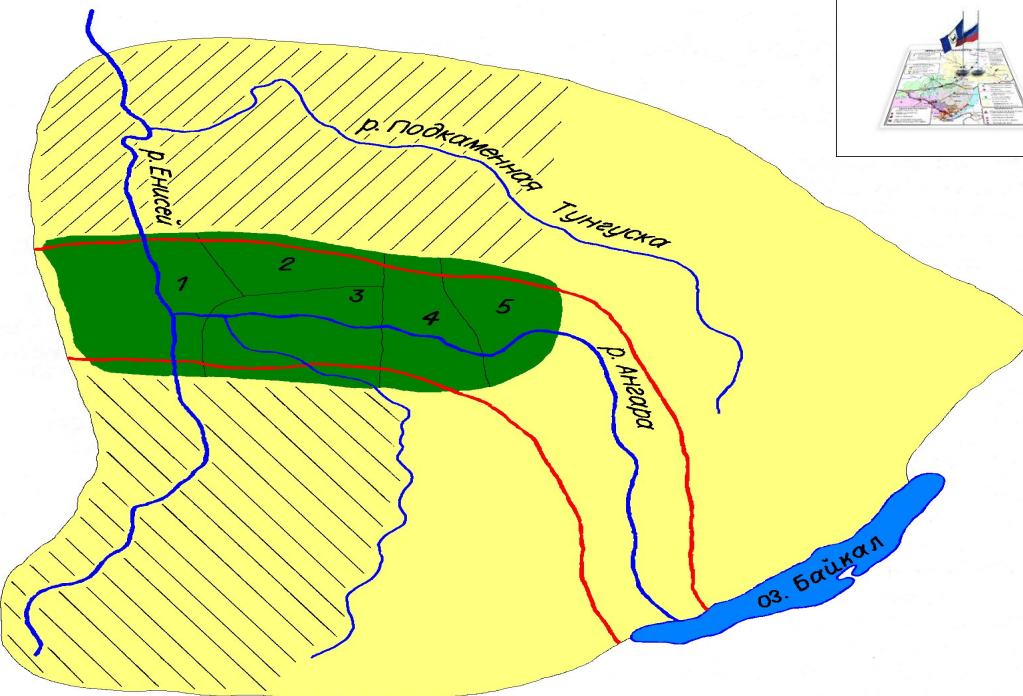 р. Подкаменная
Тунгуска
р. Енисей
1
2
3
4
5
р. Ангара
оз. Байкал